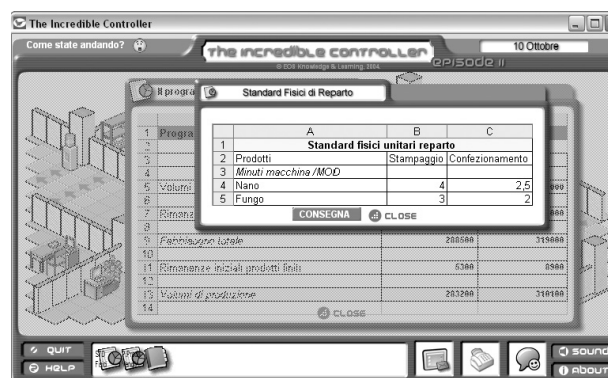 The Incredible Controller
Come state andando?
The INCREDIBLE CONTROLLER
10 Ottobre
© EOS Knowledge & Learning, 2004
EPISODE II
Il progra
Standard Fisici di Reparto
A B C
1 Standard fisici unitari reparto
2 Prodotti Stampaggio Confezionamento
3 Minuti macchina /MOD
4 Nano 4 2,5
5 Fungo 3 2
CONSEGNA CLOSE
1 Progra
2
3
4
5 Volumi
6
7 Rimanz
8
9 Fabbisogno totale 288500 319000
10
11 Rimanenze iniziali prodotti finiti 5300 8900
12
13 Volumi di produzione 283200 310100
14
CLOSE
QUIT
HELP
SOUND
ABOUT